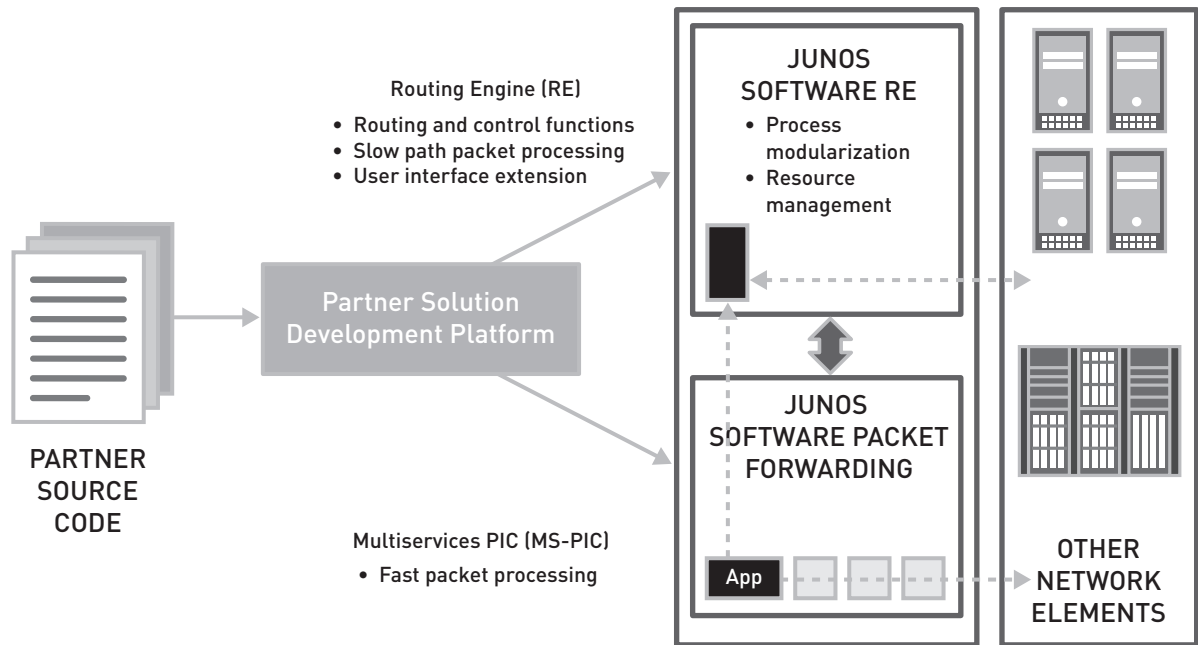 PARTNER
SOURCE
CODE
Partner Solution
Development Platform
Routing Engine (RE)
• Routing and control functions
• Slow path packet processing
• User interface extension
Multiservices PIC (MS-PIC)
• Fast packet processing
JUNOS
SOFTWARE RE
• Process
modularization
• Resource
management
JUNOS
SOFTWARE PACKET
FORWARDING
App
OTHER
NETWORK
ELEMENTS